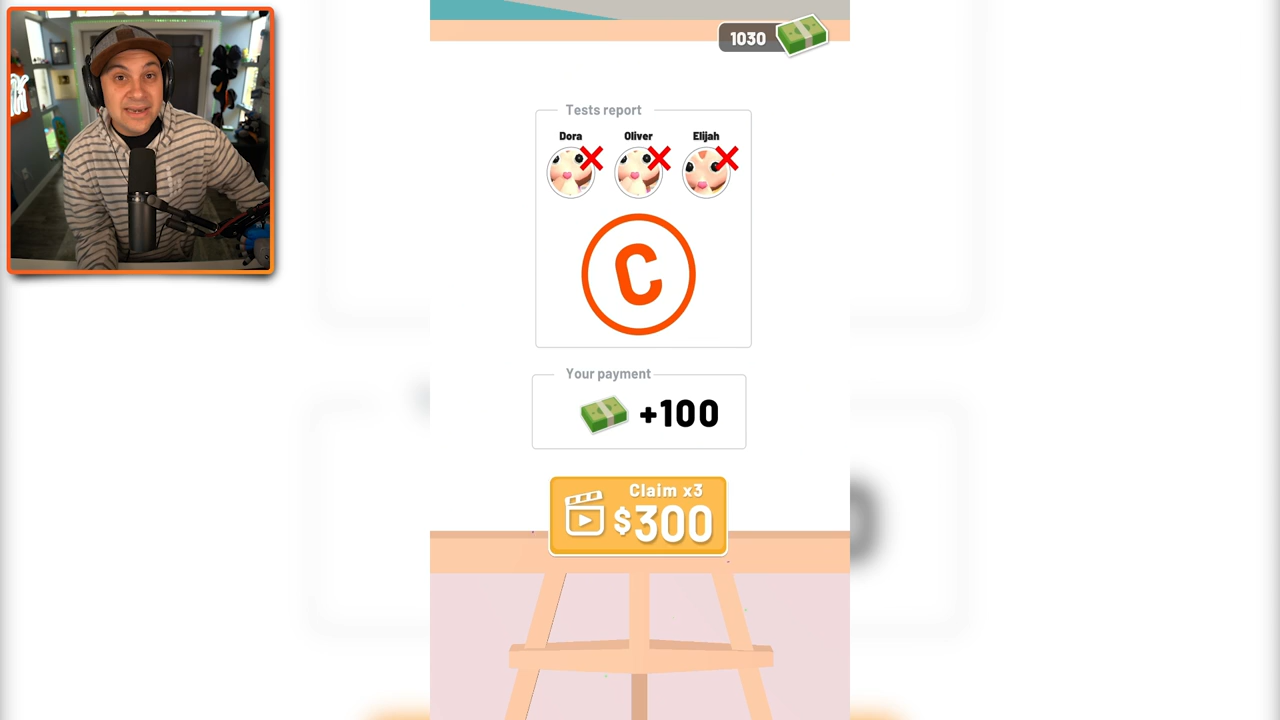 1030
Tests report
Dora Oliver Elijah
C
Your payment
+100
Claim x3
$300